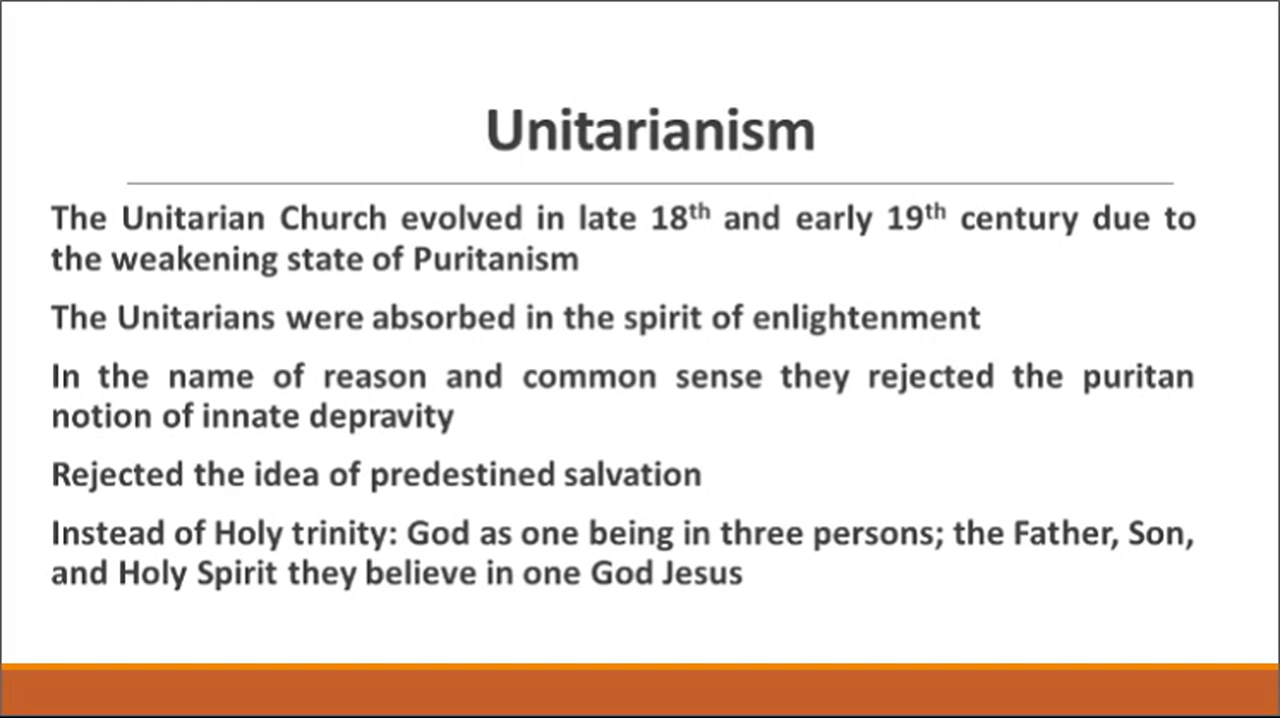 Unitarianism
The Unitarian Church evolved in late 18th and early 19th century due to
the weakening state of Puritanism
The Unitarians were absorbed in the spirit of enlightenment
In the name of reason and common sense they rejected the puritan
notion of innate depravity
Rejected the idea of predestined salvation
Instead of Holy trinity: God as one being in three persons; the Father, Son,
and Holy Spirit they believe in one God Jesus